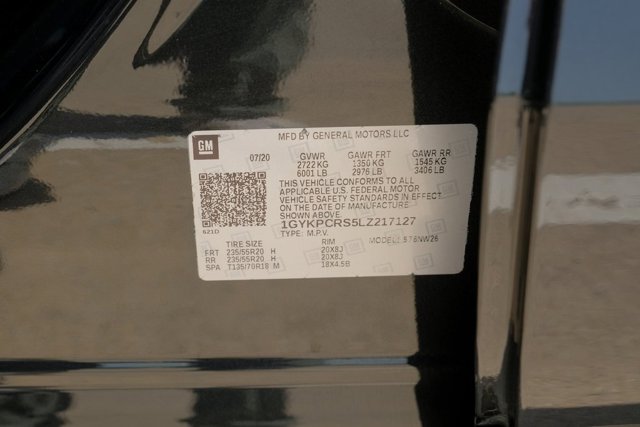 MFD BY GENERAL MOTORS LLC
GM
07/20 GVWR GAWR FRT GAWR RR
2722 KG 1350 KG 1545 KG
6001 LB 2976 LB 3406 LB
THIS VEHICLE CONFORMS TO ALL
APPLICABLE U.S. FEDERAL MOTOR
VEHICLE SAFETY STANDARDS IN EFFECT
ON THE DATE OF MANUFACTURE
SHOWN ABOVE.
1GYKPCRS5LZ217127
TYPE: M.P.V. MODEL:
TIRE SIZE RIM
FRT 235/55R20 H 20X8J
RR 235/55R20 H 20X8J
SPA T135/70R18 M 18X4.5B